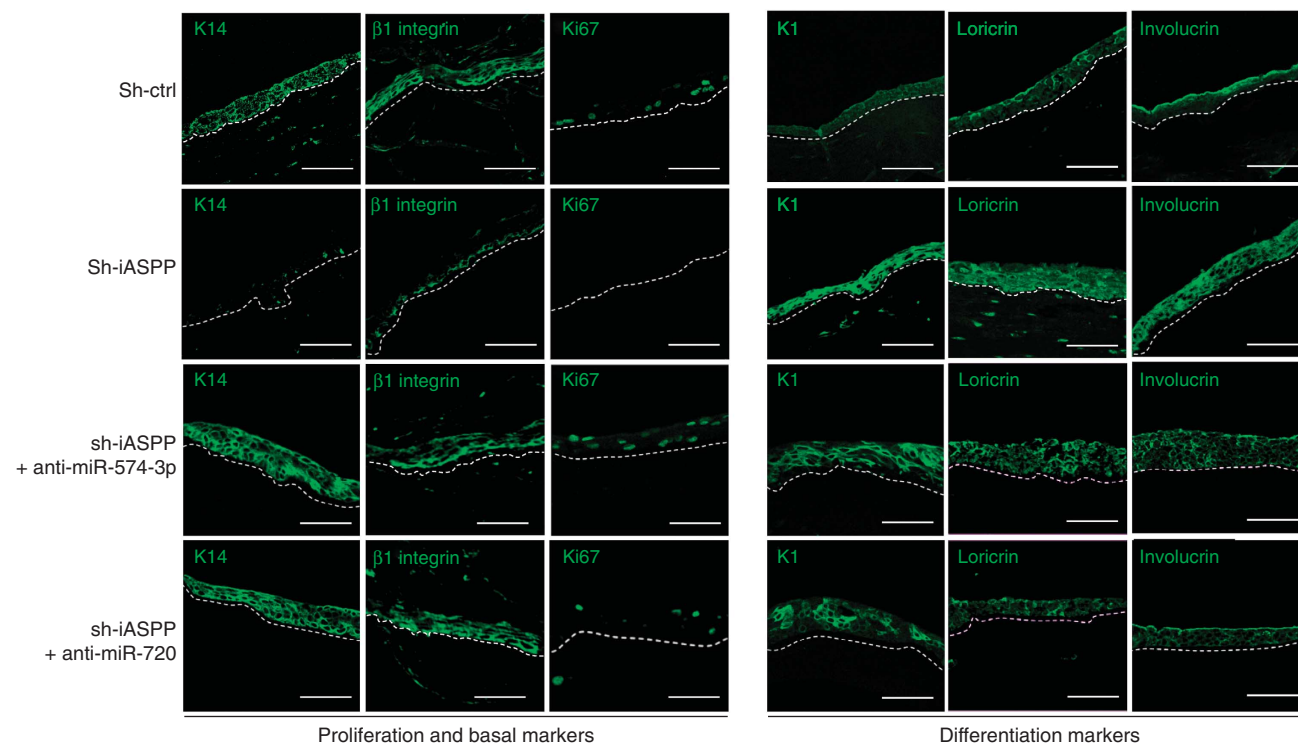 K14 β1 integrin Ki67 K1 Loricrin Involucrin
Sh-ctrl
K14 β1 integrin Ki67 K1 Loricrin Involucrin
Sh-iASPP
K14 β1 integrin Ki67 K1 Loricrin Involucrin
sh-iASPP
+ anti-miR-574-3p
K14 β1 integrin Ki67 K1 Loricrin Involucrin
sh-iASPP
+ anti-miR-720
Proliferation and basal markers Differentiation markers